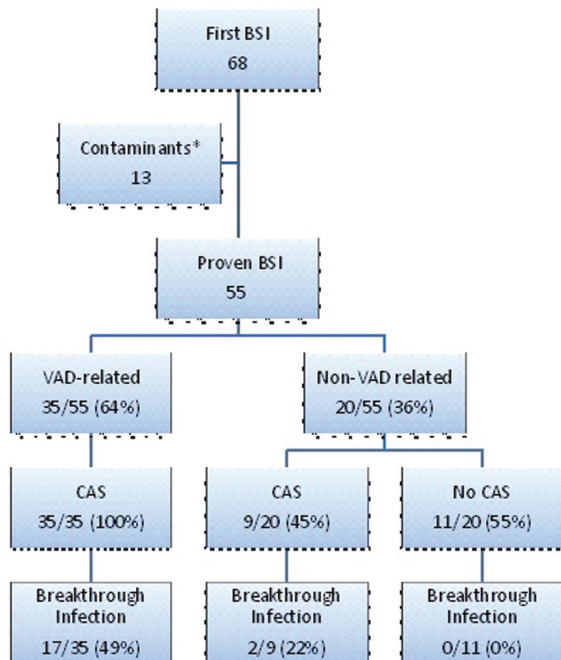 First BSI
68
Contaminants*
13
Proven BSI
55
VAD-related
35/55 (64%)
Non-VAD related
20/55 (36%)
CAS
35/35 (100%)
CAS
9/20 (45%)
No CAS
11/20 (55%)
Breakthrough
Infection
17/35 (49%)
Breakthrough
Infection
2/9 (22%)
Breakthrough
Infection
0/11 (0%)